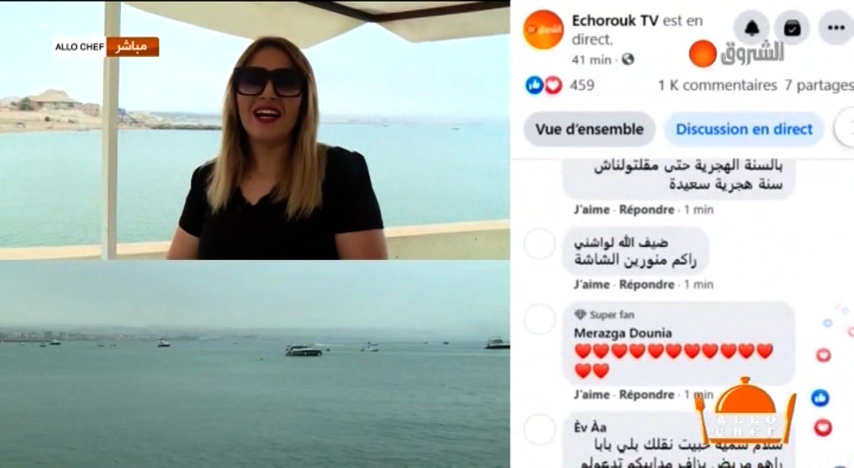 ALLO CHEF مباشر
Echorouk TV est en
direct.
41 min ·
الشروق
459 1 K commentaires 7 partages
Vue d'ensemble Discussion en direct
بالسنة الهجرية حتى مقلتولناش
سنة هجرية سعيدة
J'aime · Répondre · 1 min
ضيف الله لواشني
راكم منورين الشاشة
J'aime · Répondre · 1 min
Super fan
Merazga Dounia
J'aime · Répondre · 1 min
ALLO
CHEF
Èv Àa
سلام سمية حبيت نقلك بلي بابا
راهو مريض بزاف مدابيكم تدعولو